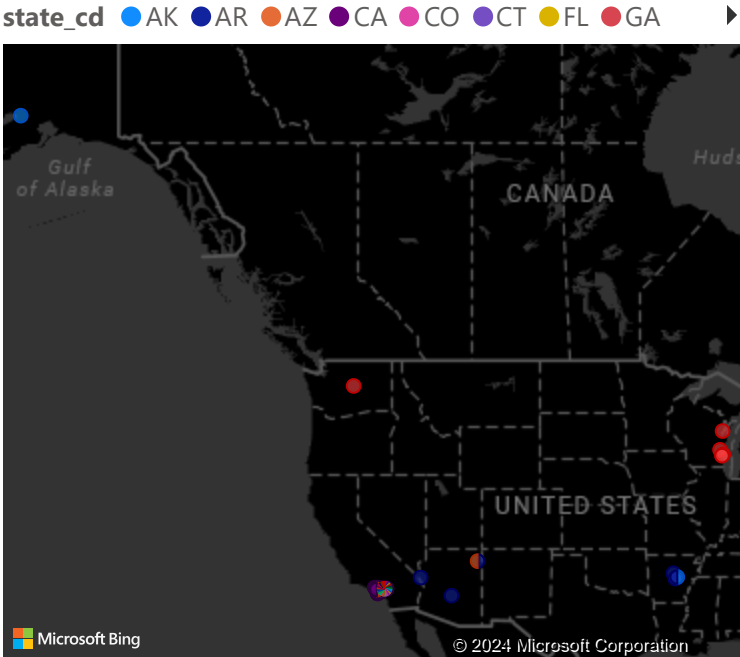 state_cd AK AR AZ CA CO CT FL GA
Gulf
of Alaska
Huds
CANADA
UNITED STATES
Microsoft Bing
© 2024 Microsoft Corporation